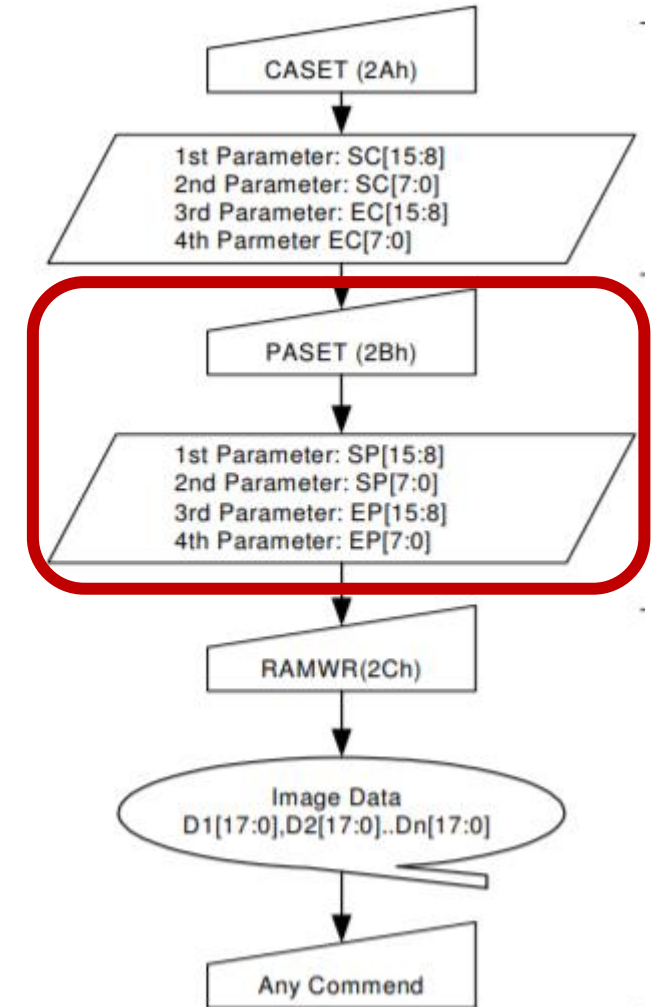 CASET (2Ah)
1st Parameter: SC[15:8]
2nd Parameter: SC[7:0]
3rd Parameter: EC[15:8]
4th Parmeter EC[7:0]
PASET (2Bh)
1st Parameter: SP[15:8]
2nd Parameter: SP[7:0]
3rd Parameter: EP[15:8]
4th Parameter: EP[7:0]
RAMWR(2Ch)
Image Data
D1[17:0],D2[17:0]..Dn[17:0]
Any Commend